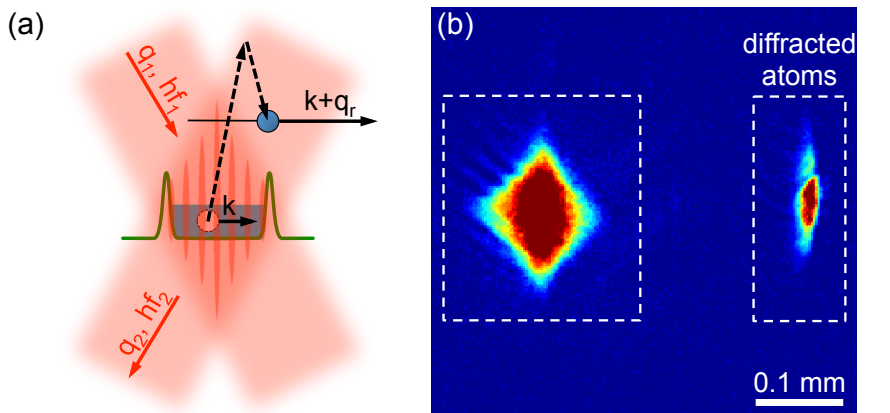 (a)
q₁, hf₁
k+qᵣ
k
q₂, hf₂
(b)
diffracted
atoms
0.1 mm